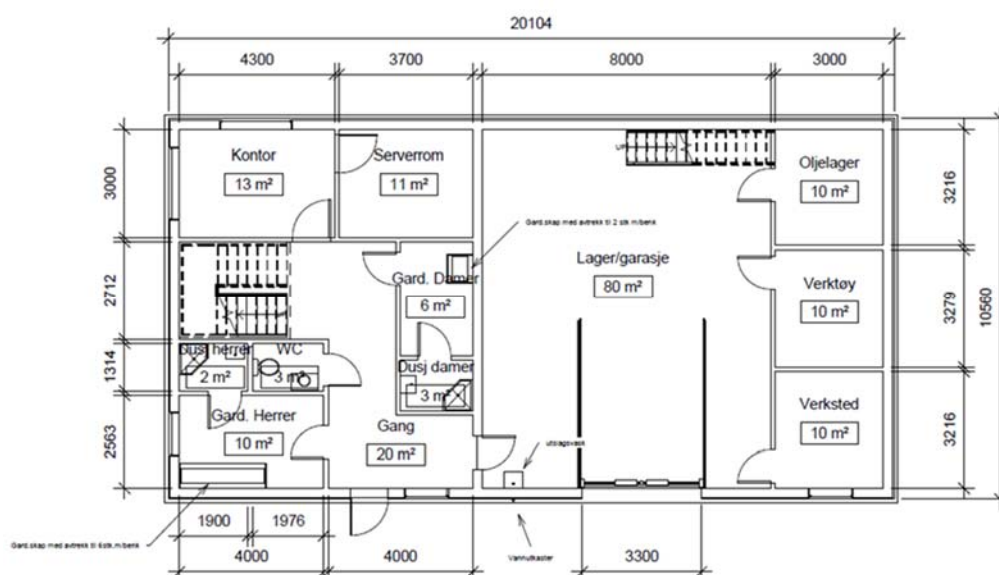 20104
4300 3700 8000 3000
Kontor
13 m²
Serverrom
11 m²
UP
Oljelager
10 m²
3000
3216
Gard.skap med avtrekk til 2 stk m/benk
Gard. Damer
6 m²
Lager/garasje
80 m²
Verktøy
10 m²
2712
3279
10560
Dusj herrer
2 m²
WC
3 m²
Dusj damer
3 m²
1314
Gard. Herrer
10 m²
Gang
20 m²
utslagsvask
Verksted
10 m²
2563
3216
1900 1976
Gard.skap med avtrekk til 6stk.m/benk
Vannutkaster
4000 4000 3300